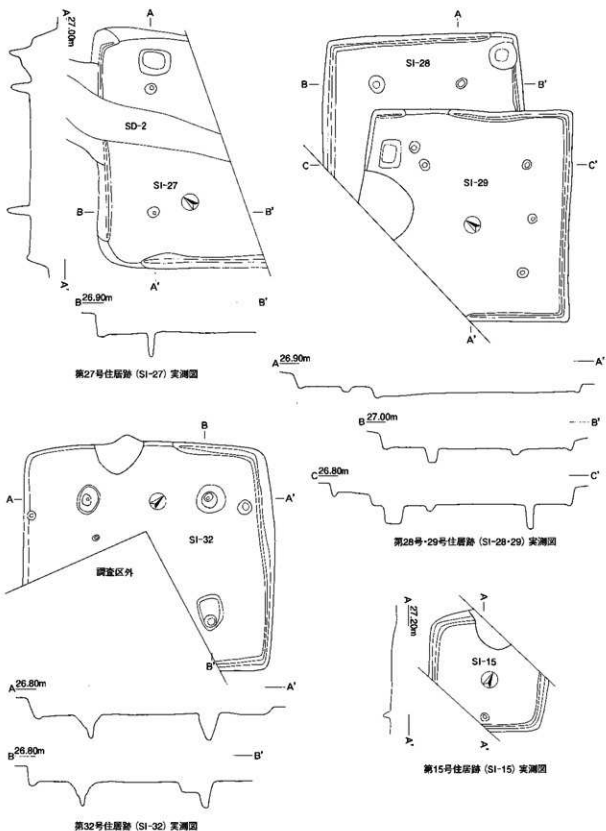 A
27.00m
A'
A
SD-2
SI-27
B
B'
A'
B 26.90m
B'
第27号住居跡 (SI-27) 実測図
A
SI-28
B
B'
C
C'
SI-29
A'
A 26.90m
A'
B 27.00m
B'
C 26.80m
C'
第28号・29号住居跡 (SI-28・29) 実測図
B
A
A'
SI-32
調査区外
B'
A 26.80m
A'
B 26.80m
B'
第32号住居跡 (SI-32) 実測図
A
27.20m
A'
A
SI-15
A'
第15号住居跡 (SI-15) 実測図